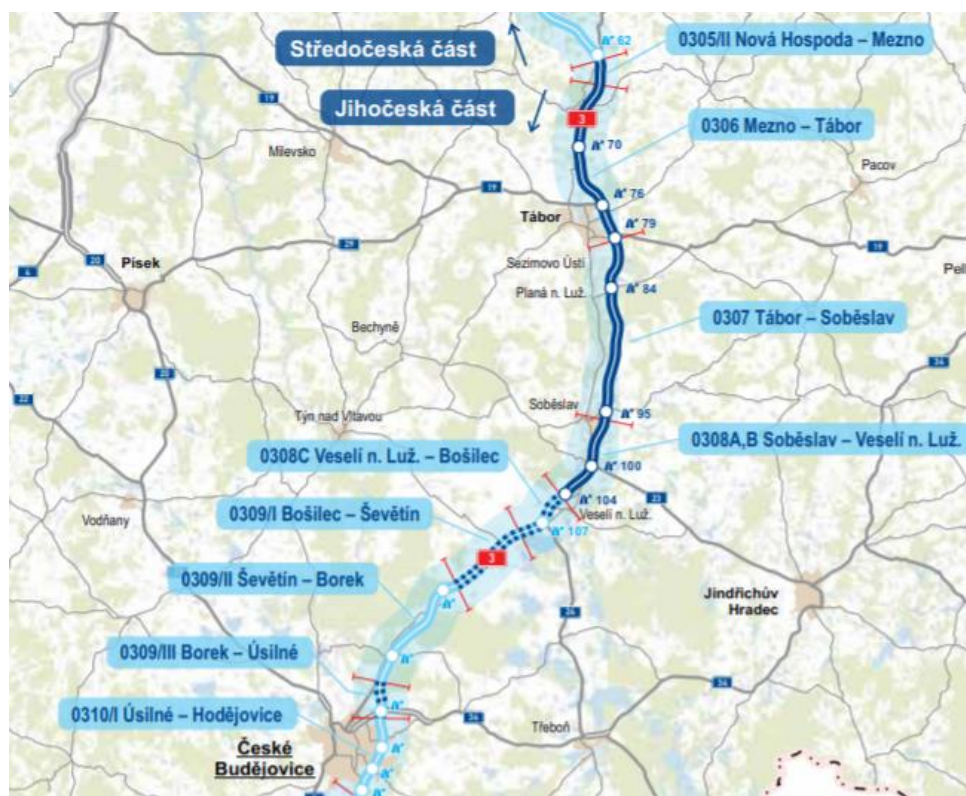 62
Středočeská část
0305/II Nová Hospoda – Mezno
Jihočeská část
19
3
0306 Mezno – Tábor
70
Milevsko
Pacov
19
76
Tábor
79
29
19
20
Písek
4
Sezimovo Ústí
Pell
Planá n. Luž.
84
0307 Tábor – Soběslav
Bechyně
34
20
22
Soběslav
95
Týn nad Vltavou
0308A,B Soběslav – Veselí n. Luž.
0308C Veselí n. Luž. – Bošilec
100
104
23
Veselí n. Luž.
0309/I Bošilec – Ševětín
Vodňany
107
3
0309/II Ševětín – Borek
Jindřichův
Hradec
24
0309/III Borek – Úsilné
34
0310/I Úsilné – Hodějovice
34
Třeboň
České
Budějovice